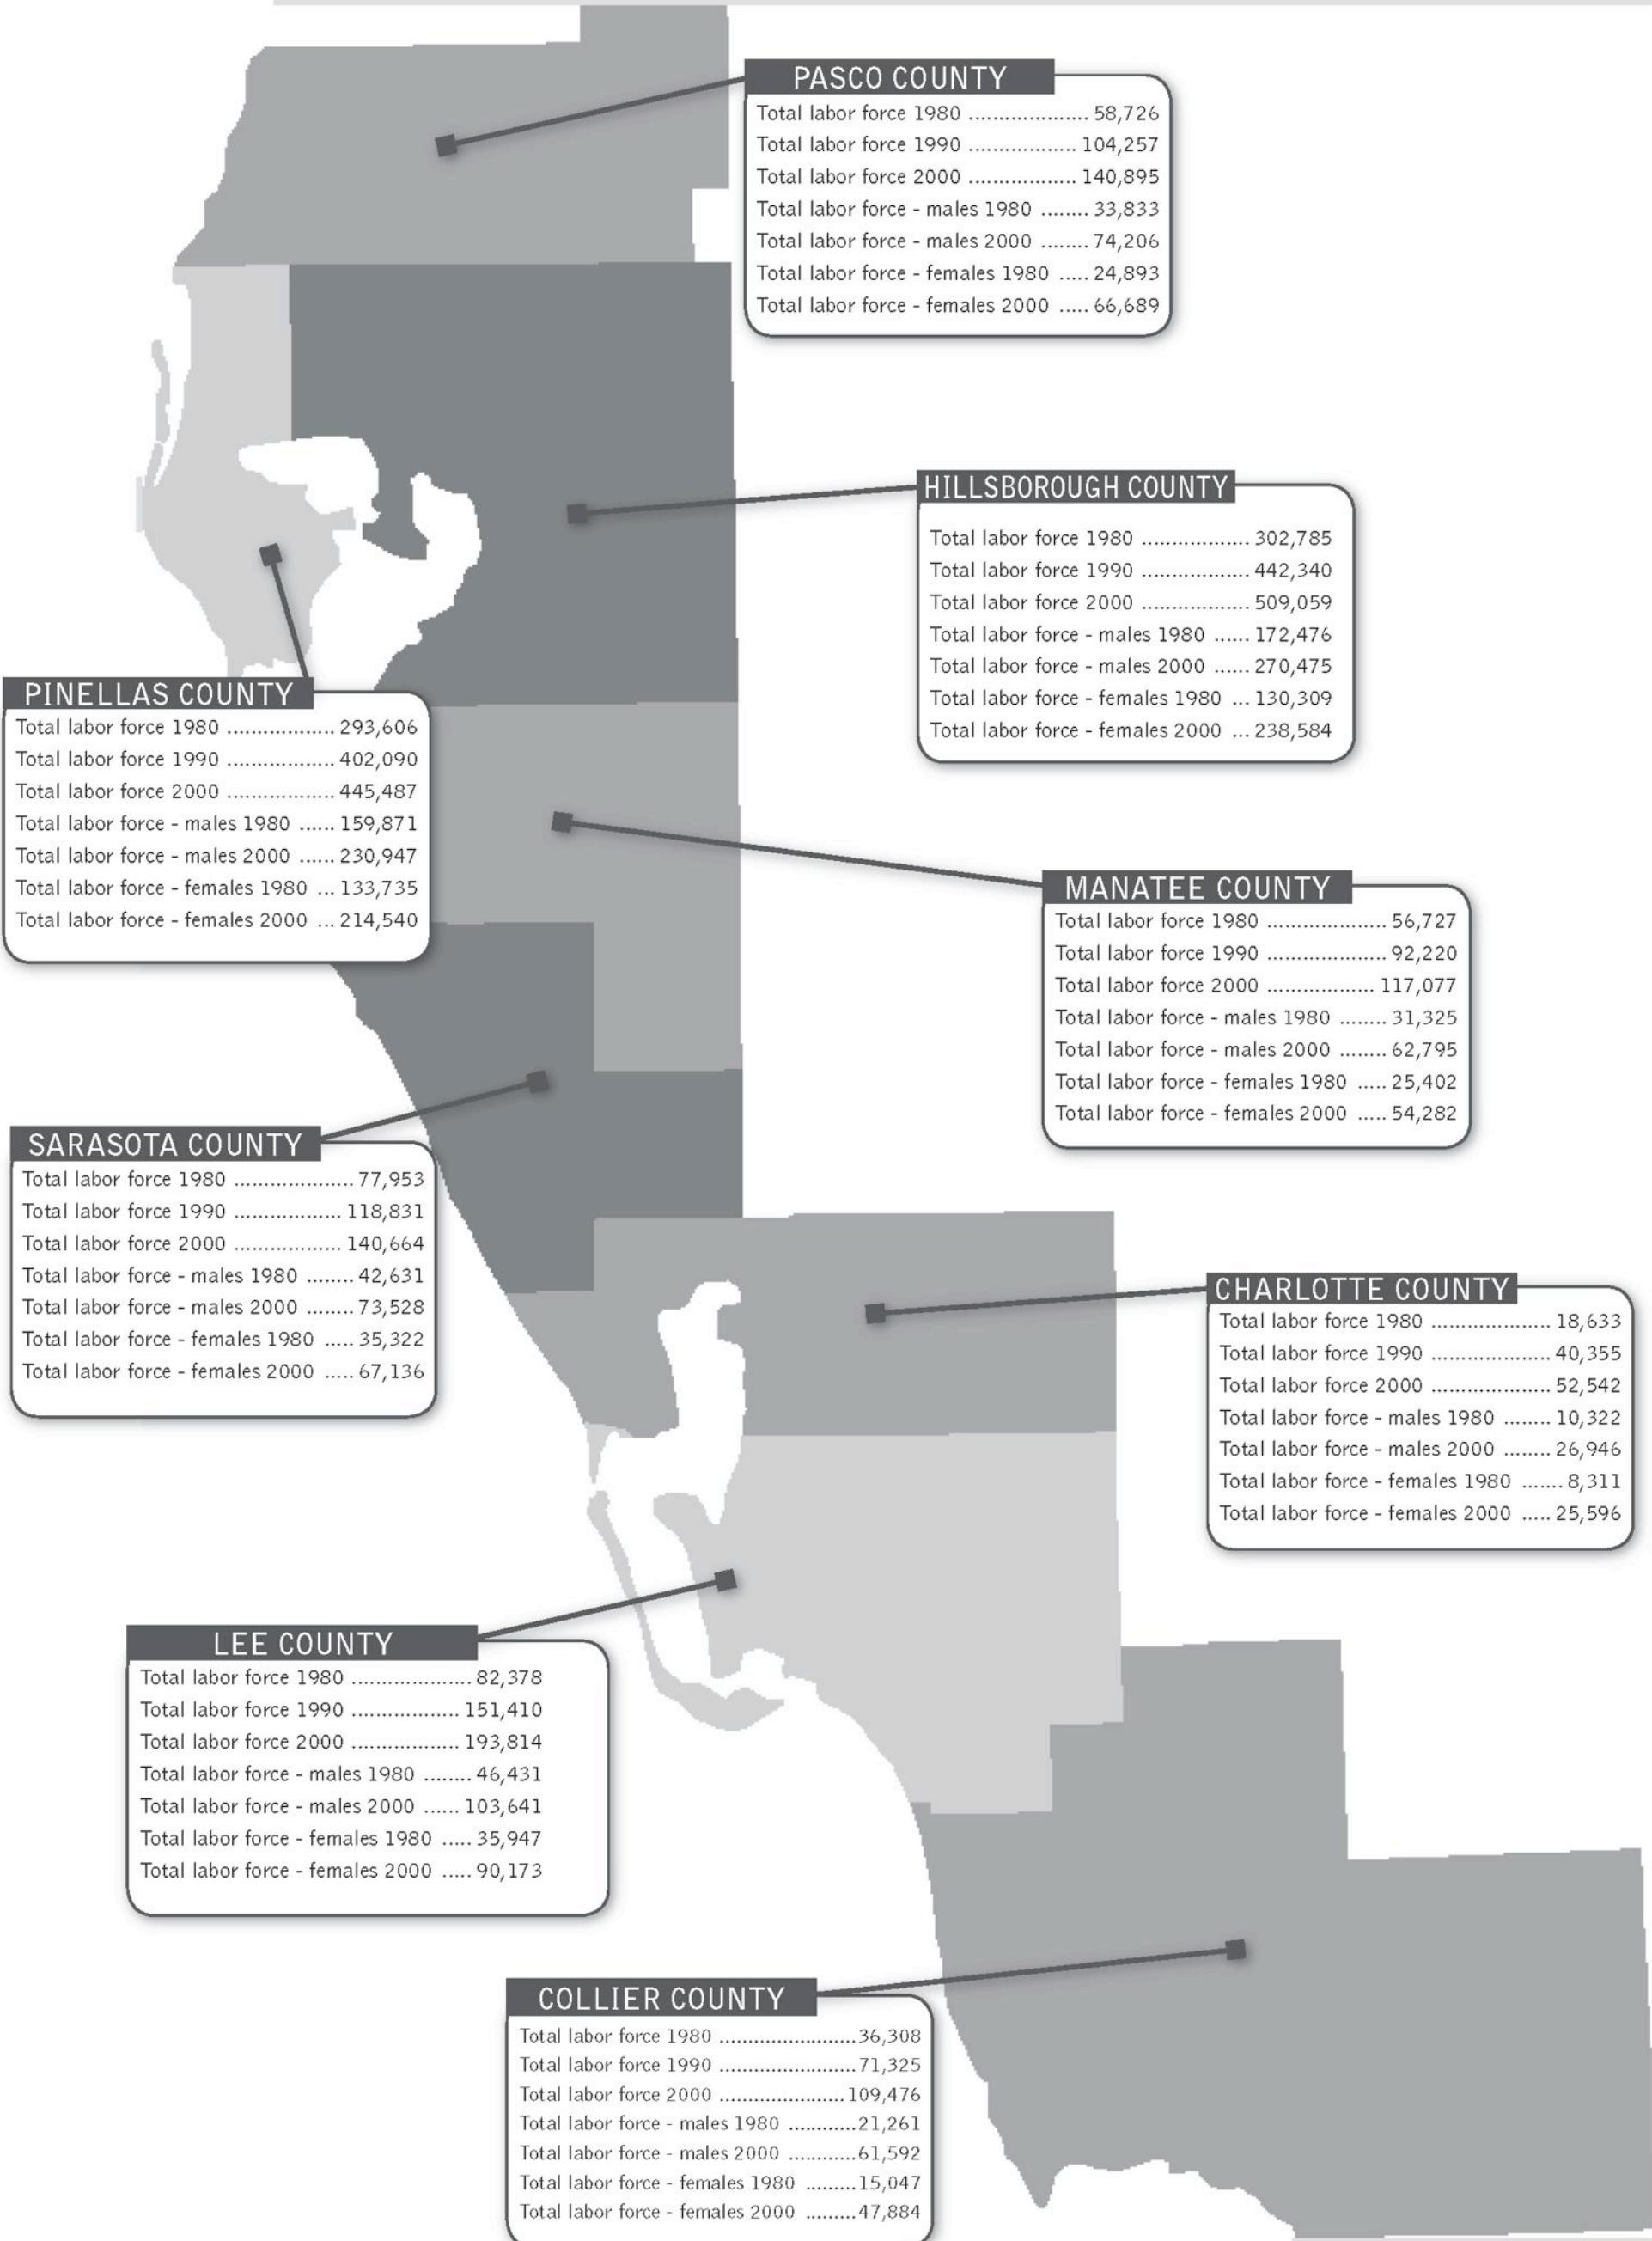 PASCO COUNTY
Total labor force 1980 .................... 58,726
Total labor force 1990 .................. 104,257
Total labor force 2000 .................. 140,895
Total labor force - males 1980 ........ 33,833
Total labor force - males 2000 ........ 74,206
Total labor force - females 1980 ..... 24,893
Total labor force - females 2000 ..... 66,689
HILLSBOROUGH COUNTY
Total labor force 1980 .................. 302,785
Total labor force 1990 .................. 442,340
Total labor force 2000 .................. 509,059
Total labor force - males 1980 ...... 172,476
Total labor force - males 2000 ...... 270,475
Total labor force - females 1980 ... 130,309
Total labor force - females 2000 ... 238,584
PINELLAS COUNTY
Total labor force 1980 .................. 293,606
Total labor force 1990 .................. 402,090
Total labor force 2000 .................. 445,487
Total labor force - males 1980 ...... 159,871
Total labor force - males 2000 ...... 230,947
Total labor force - females 1980 ... 133,735
Total labor force - females 2000 ... 214,540
MANATEE COUNTY
Total labor force 1980 .................... 56,727
Total labor force 1990 .................... 92,220
Total labor force 2000 .................. 117,077
Total labor force - males 1980 ........ 31,325
Total labor force - males 2000 ........ 62,795
Total labor force - females 1980 ..... 25,402
Total labor force - females 2000 ..... 54,282
SARASOTA COUNTY
Total labor force 1980 .................... 77,953
Total labor force 1990 .................. 118,831
Total labor force 2000 .................. 140,664
Total labor force - males 1980 ........ 42,631
Total labor force - males 2000 ........ 73,528
Total labor force - females 1980 ..... 35,322
Total labor force - females 2000 ..... 67,136
CHARLOTTE COUNTY
Total labor force 1980 .................... 18,633
Total labor force 1990 .................... 40,355
Total labor force 2000 .................... 52,542
Total labor force - males 1980 ........ 10,322
Total labor force - males 2000 ........ 26,946
Total labor force - females 1980 ....... 8,311
Total labor force - females 2000 ..... 25,596
LEE COUNTY
Total labor force 1980 .................... 82,378
Total labor force 1990 .................. 151,410
Total labor force 2000 .................. 193,814
Total labor force - males 1980 ........ 46,431
Total labor force - males 2000 ...... 103,641
Total labor force - females 1980 ..... 35,947
Total labor force - females 2000 ..... 90,173
COLLIER COUNTY
Total labor force 1980 ........................36,308
Total labor force 1990 ........................71,325
Total labor force 2000 ......................109,476
Total labor force - males 1980 ............21,261
Total labor force - males 2000 ............61,592
Total labor force - females 1980 .........15,047
Total labor force - females 2000 .........47,884